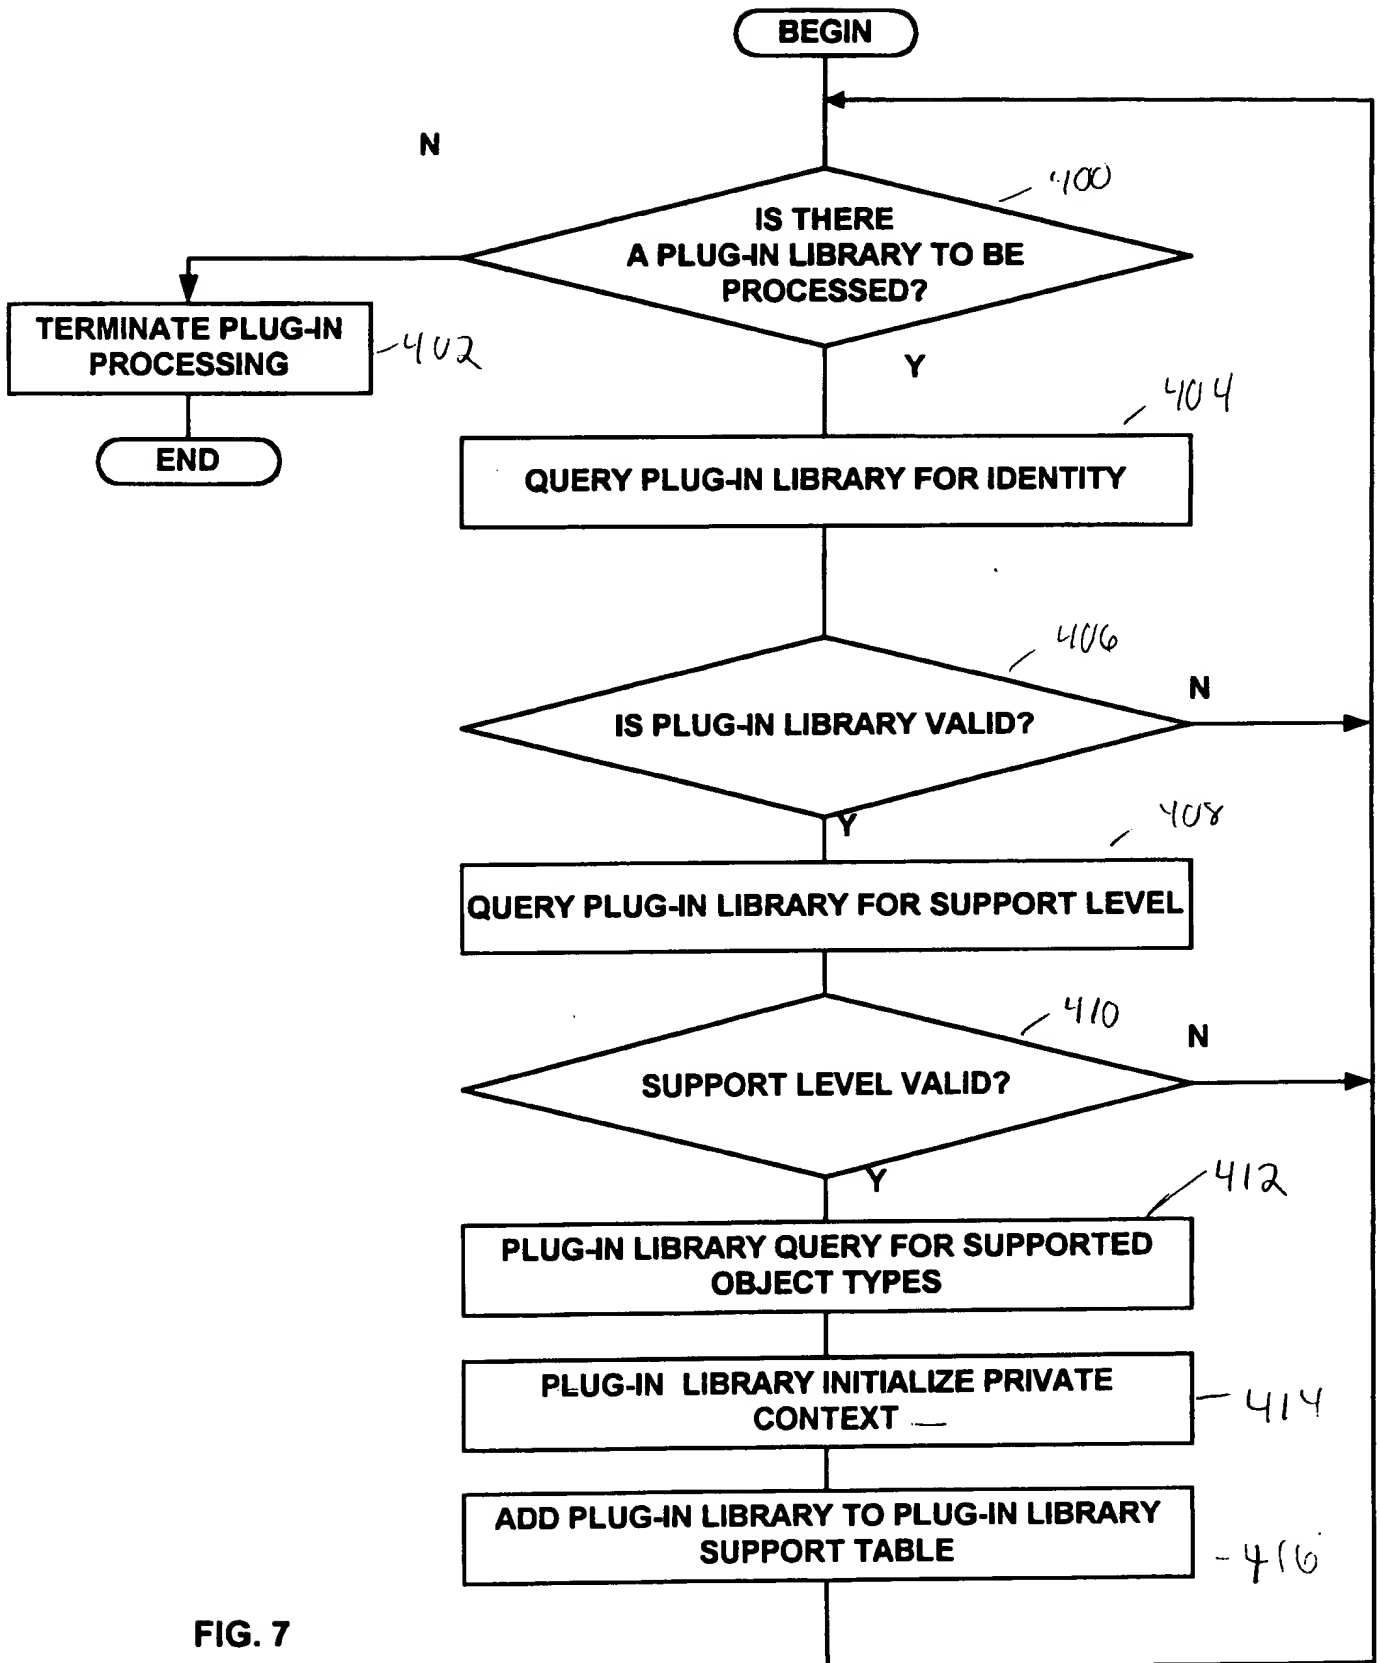 BEGIN
N
400
IS THERE
A PLUG-IN LIBRARY TO BE
PROCESSED?
TERMINATE PLUG-IN
PROCESSING
402
Y
404
END
QUERY PLUG-IN LIBRARY FOR IDENTITY
406
N
IS PLUG-IN LIBRARY VALID?
Y
408
QUERY PLUG-IN LIBRARY FOR SUPPORT LEVEL
410
N
SUPPORT LEVEL VALID?
Y
412
PLUG-IN LIBRARY QUERY FOR SUPPORTED
OBJECT TYPES
PLUG-IN LIBRARY INITIALIZE PRIVATE
CONTEXT
414
ADD PLUG-IN LIBRARY TO PLUG-IN LIBRARY
SUPPORT TABLE
416
FIG. 7